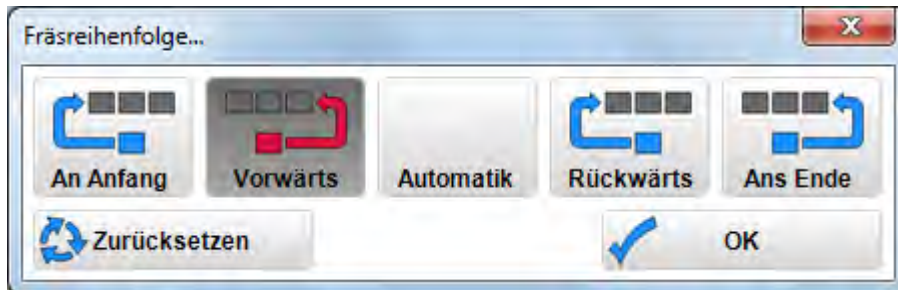 Fräsreihenfolge...
An Anfang
Vorwärts
Automatik
Rückwärts
Ans Ende
Zurücksetzen
OK